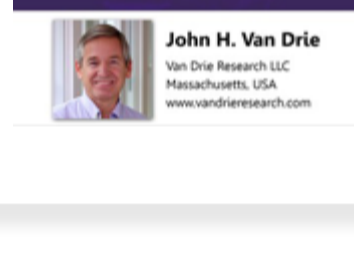 John H. Van Drie
Van Drie Research LLC
Massachusetts, USA
www.vandrieresearch.com